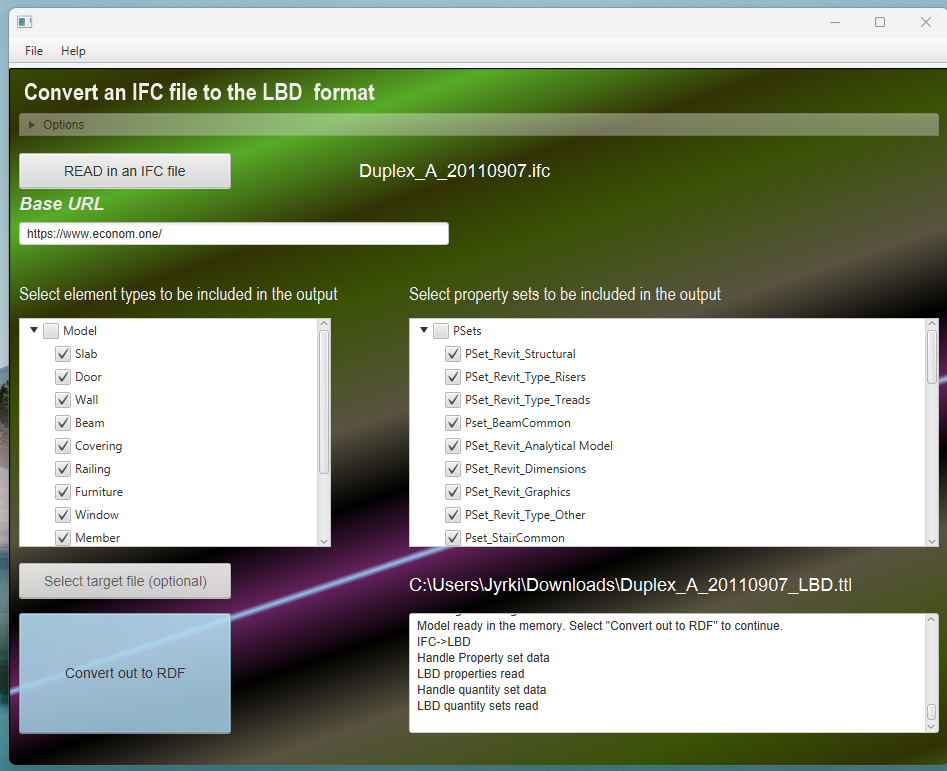 File Help
Convert an IFC file to the LBD  format
Options
READ in an IFC file
Duplex_A_20110907.ifc
Base URL
https://www.econom.one/
Select element types to be included in the output
Model
Slab
Door
Wall
Beam
Covering
Railing
Furniture
Window
Member
Select property sets to be included in the output
PSets
PSet_Revit_Structural
PSet_Revit_Type_Risers
PSet_Revit_Type_Treads
Pset_BeamCommon
PSet_Revit_Analytical Model
PSet_Revit_Dimensions
PSet_Revit_Graphics
PSet_Revit_Type_Other
Pset_StairCommon
Select target file (optional)
C:\Users\Jyrki\Downloads\Duplex_A_20110907_LBD.ttl
Convert out to RDF
Model ready in the memory. Select "Convert out to RDF" to continue.
IFC->LBD
Handle Property set data
LBD properties read
Handle quantity set data
LBD quantity sets read